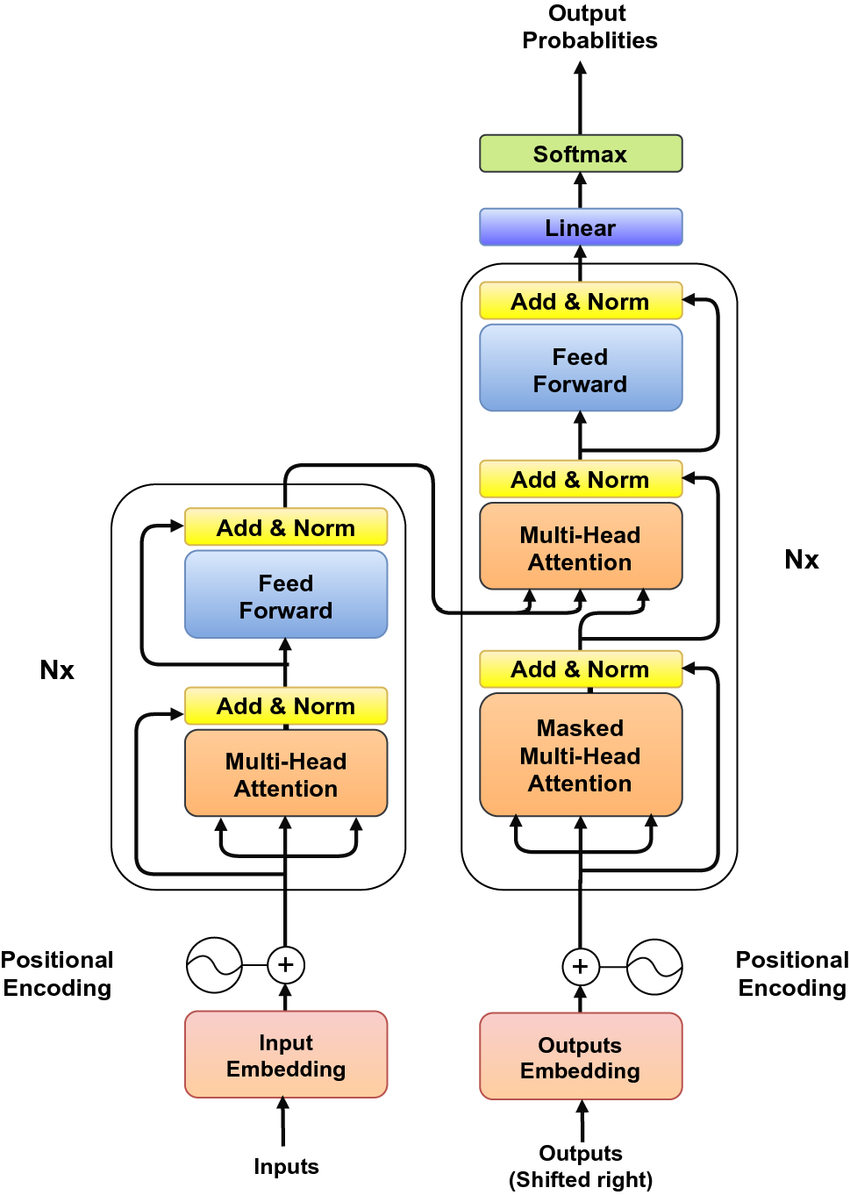 Output
Probablities
Softmax
Linear
Add & Norm
Feed
Forward
Add & Norm
Multi-Head
Attention
Nx
Add & Norm
Masked
Multi-Head
Attention
Add & Norm
Feed
Forward
Nx
Add & Norm
Multi-Head
Attention
Positional
Encoding
+
+
Positional
Encoding
Input
Embedding
Outputs
Embedding
Inputs
Outputs
(Shifted right)